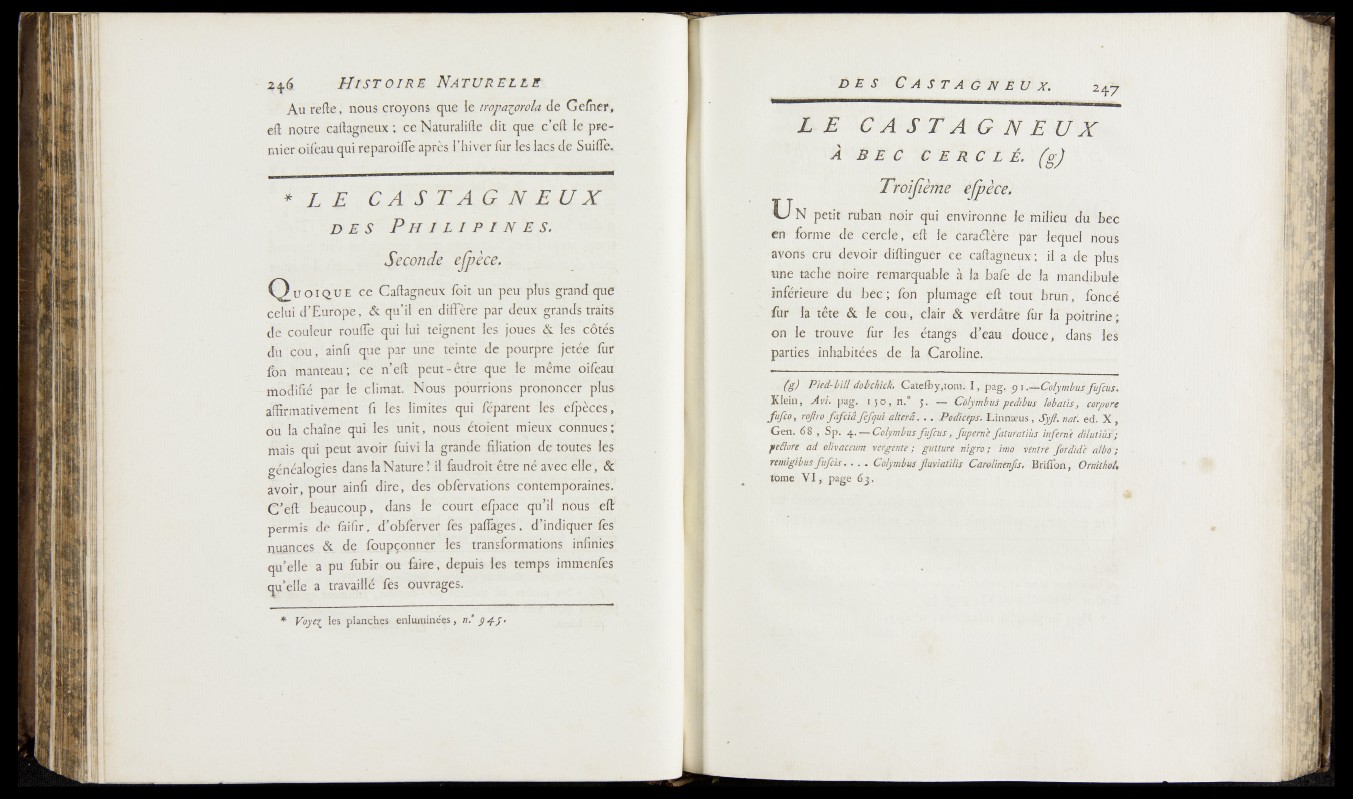 246 HISTOIRE NATURELLE
Au reſte, nous croyons que le tropazorola de Geſner,
eſt notre caſtagneux ; ce Naturaliſte dit que c'eſt le pre-
mier oiſeau qui reparoiſſe après l'hiver ſur les lacs de Suiſſe.
* LE CASTAGNEUX
DES PHILIPINES.
Seconde eſpèce.
QUOIQUE ce Caſtagneux ſoit un peu plus grand que
celui d'Europe, & qu'il en diffère par deux grands traits
de couleur rouſſe qui lui teignent les joues & les côtés
du cou, ainſi que par une teinte de pourpre jetée ſur
ſon manteau ; ce n'eſt peut-être que le même oiſeau
modifié par le climat. Nous pourrions prononcer plus
affirmativement ſi les limites qui ſéparent les eſpèces,
ou la chaîne qui les unit, nous étoient mieux connues ;
mais qui peut avoir ſuivi la grande filiation de toutes les
généalogies dans la Nature ! il faudroit être né avec elle, &
avoir, pour ainſi dire, des obſervations contemporaines.
C'eſt beaucoup, dans le court eſpace qu'il nous eſt
permis de ſaiſir, d'obſerver ſes paſſages, d'indiquer ſes
nuances & de ſoupçonner les transformations infinies
qu'elle a pu ſubir ou faire, depuis les temps immenſes
qu'elle a travaillé ſes ouvrages.
* Voyez les planches enluminées, n.° 945.
DES CASTAGNEUX. 247
LE CASTAGNEUX
À BEC CERCLÉ. (g)
Troiſième eſpèce.
UN petit ruban noir qui environne le milieu du bec
en forme de cercle, eſt le caractère par lequel nous
avons cru devoir diſtinguer ce caſtagneux ; il a de plus
une tache noire remarquable à la baſe de la mandibule
inférieure du bec ; ſon plumage eſt tout brun, foncé
ſur la tête & le cou, clair & verdâtre ſur la poitrine ;
on le trouve ſur les étangs d'eau douce, dans les
parties inhabitées de la Caroline.
(g) Pied-bill dobchick. Cateſby, tom. I, pag. 91. — Colymbus fuſcus.
Klein, Avi. pag. 150, n.° 5. — Colymbus pedibus lobatis, corpore
fuſco, roſtro faſciâ ſeſqui alterâ... Podiceps. Linnæus, Syſt. nat. ed. X,
Gen. 68, Sp. 4. — Colymbus fuſcus, ſupernè ſaturatiùs infernè dilutiùs ;
pectore ad olivaceum vergente ; gutture nigro ; imo ventre ſordidè albo ;
remigibus fuſcis.... Colymbus fluviatilis Carolinenſis. Briſſon, Ornithol.
tome VI, page 63.